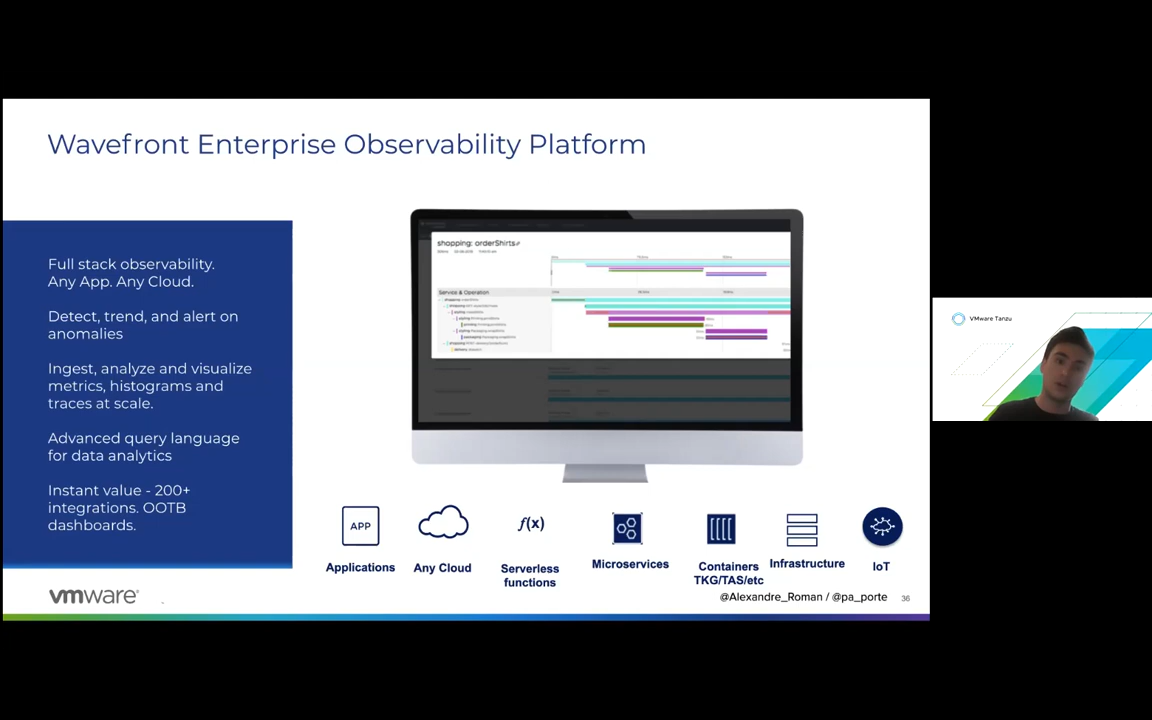 Wavefront Enterprise Observability Platform
Full stack observability.
Any App. Any Cloud.
Detect, trend, and alert on
anomalies
Ingest, analyze and visualize
metrics, histograms and
traces at scale.
Advanced query language
for data analytics
Instant value - 200+
integrations. OOTB
dashboards.
shopping: orderShirts
Service & Operation
APP
f(x)
Applications
Any Cloud
Serverless
functions
Microservices
Containers
TKG/TAS/etc
Infrastructure
IoT
vmware
@Alexandre_Roman / @pa_porte
36
VMware Tanzu